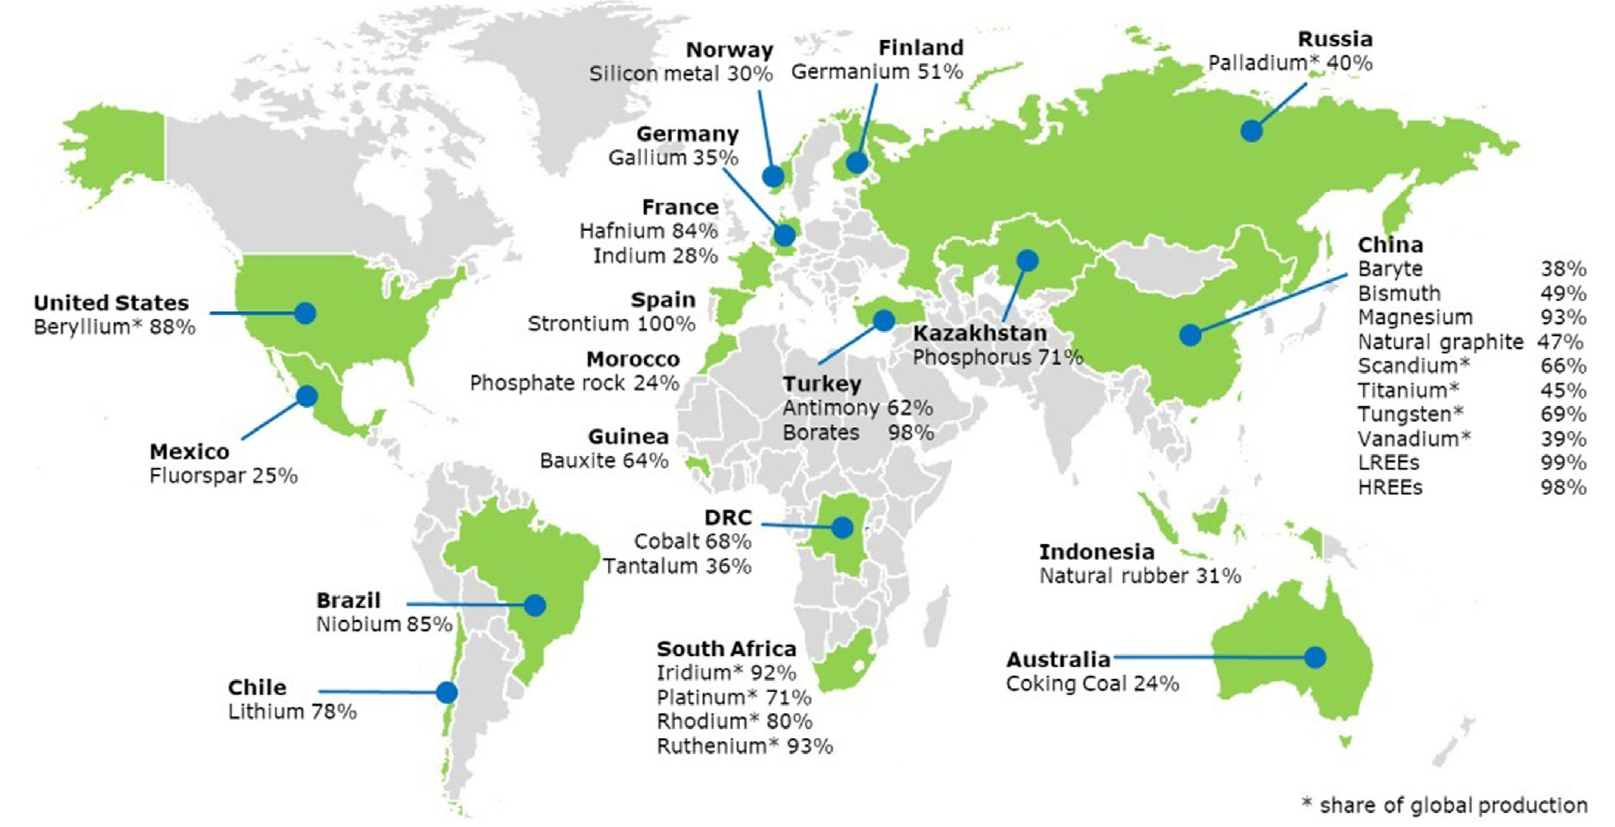 Norway
Silicon metal 30%
Finland
Germanium 51%
Russia
Palladium* 40%
Germany
Gallium 35%
France
Hafnium 84%
Indium 28%
China
Baryte 38%
Bismuth 49%
Magnesium 93%
Natural graphite 47%
Scandium* 66%
Titanium* 45%
Tungsten* 69%
Vanadium* 39%
LREEs 99%
HREEs 98%
United States
Beryllium* 88%
Spain
Strontium 100%
Kazakhstan
Phosphorus 71%
Morocco
Phosphate rock 24%
Turkey
Antimony 62%
Borates 98%
Mexico
Fluorspar 25%
Guinea
Bauxite 64%
DRC
Cobalt 68%
Tantalum 36%
Indonesia
Natural rubber 31%
Brazil
Niobium 85%
South Africa
Iridium* 92%
Platinum* 71%
Rhodium* 80%
Ruthenium* 93%
Australia
Coking Coal 24%
Chile
Lithium 78%
* share of global production